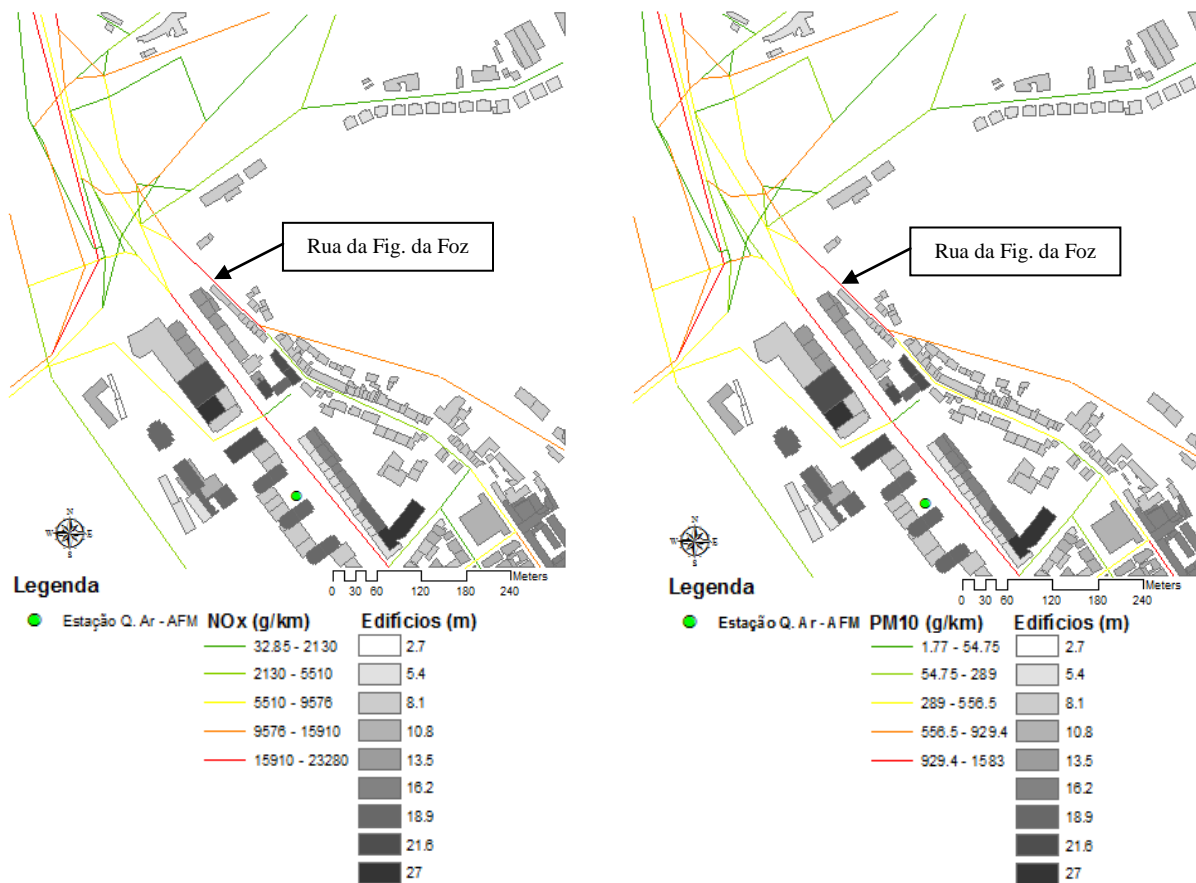 Rua da Fig. da Foz
N
W E
S
Meters
0 30 60 120 180 240
Legenda
Estação Q. Ar - AFM
NOx (g/km)
32.85 - 2130
2130 - 5510
5510 - 9576
9576 - 15910
15910 - 23280
Edifícios (m)
2.7
5.4
8.1
10.8
13.5
16.2
18.9
21.6
27
Rua da Fig. da Foz
N
W E
S
Meters
0 30 60 120 180 240
Legenda
Estação Q. Ar - AFM
PM10 (g/km)
1.77 - 54.75
54.75 - 289
289 - 556.5
556.5 - 929.4
929.4 - 1583
Edifícios (m)
2.7
5.4
8.1
10.8
13.5
16.2
18.9
21.6
27